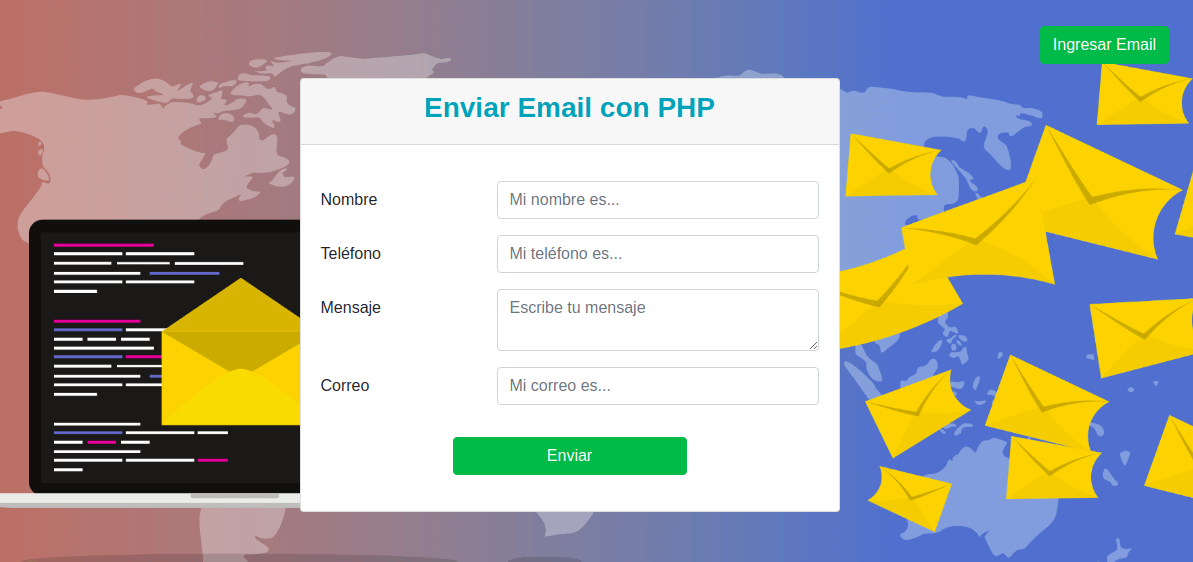 Ingresar Email
Enviar Email con PHP
Nombre
Mi nombre es...
Teléfono
Mi teléfono es...
Mensaje
Escribe tu mensaje
Correo
Mi correo es...
Enviar